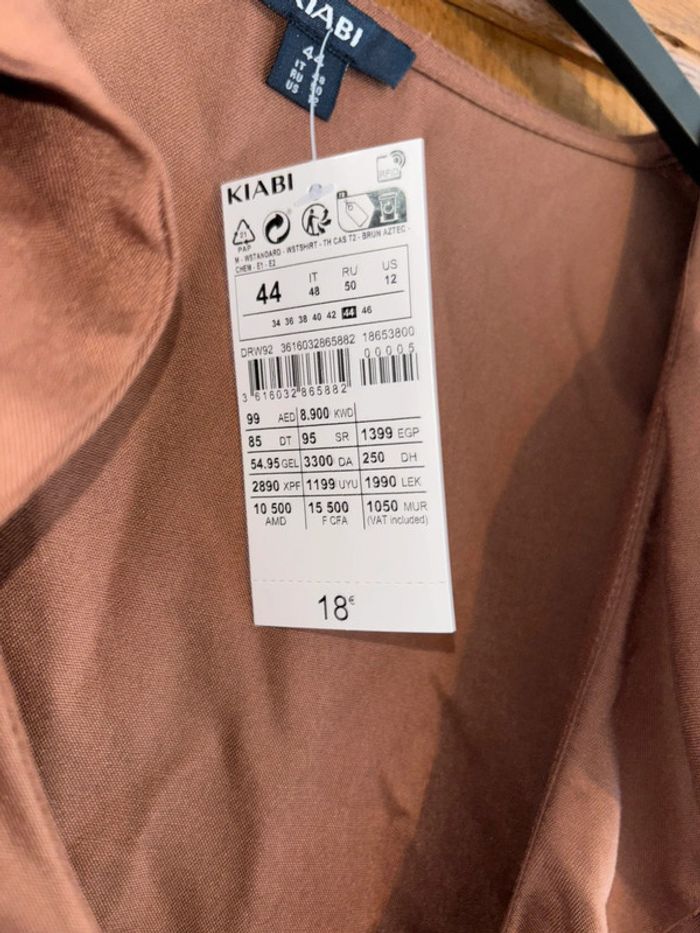 KIABI
44
IT 48
RU 50
US 12
KIABI
RFID
21
PAP
M - WSTANDARD - WSTSHIRT - TH CAS T2 - BRUN AZTEC -
CHEM - E1 - E2
44 IT 48 RU 50 US 12
34 36 38 40 42 44 46
DRW92 3616032865882 18653800
00005
3 616032 865882
99 AED 8.900 KWD
85 DT 95 SR 1399 EGP
54.95 GEL 3300 DA 250 DH
2890 XPF 1199 UYU 1990 LEK
10 500 AMD 15 500 F CFA 1050 MUR
(VAT included)
18€